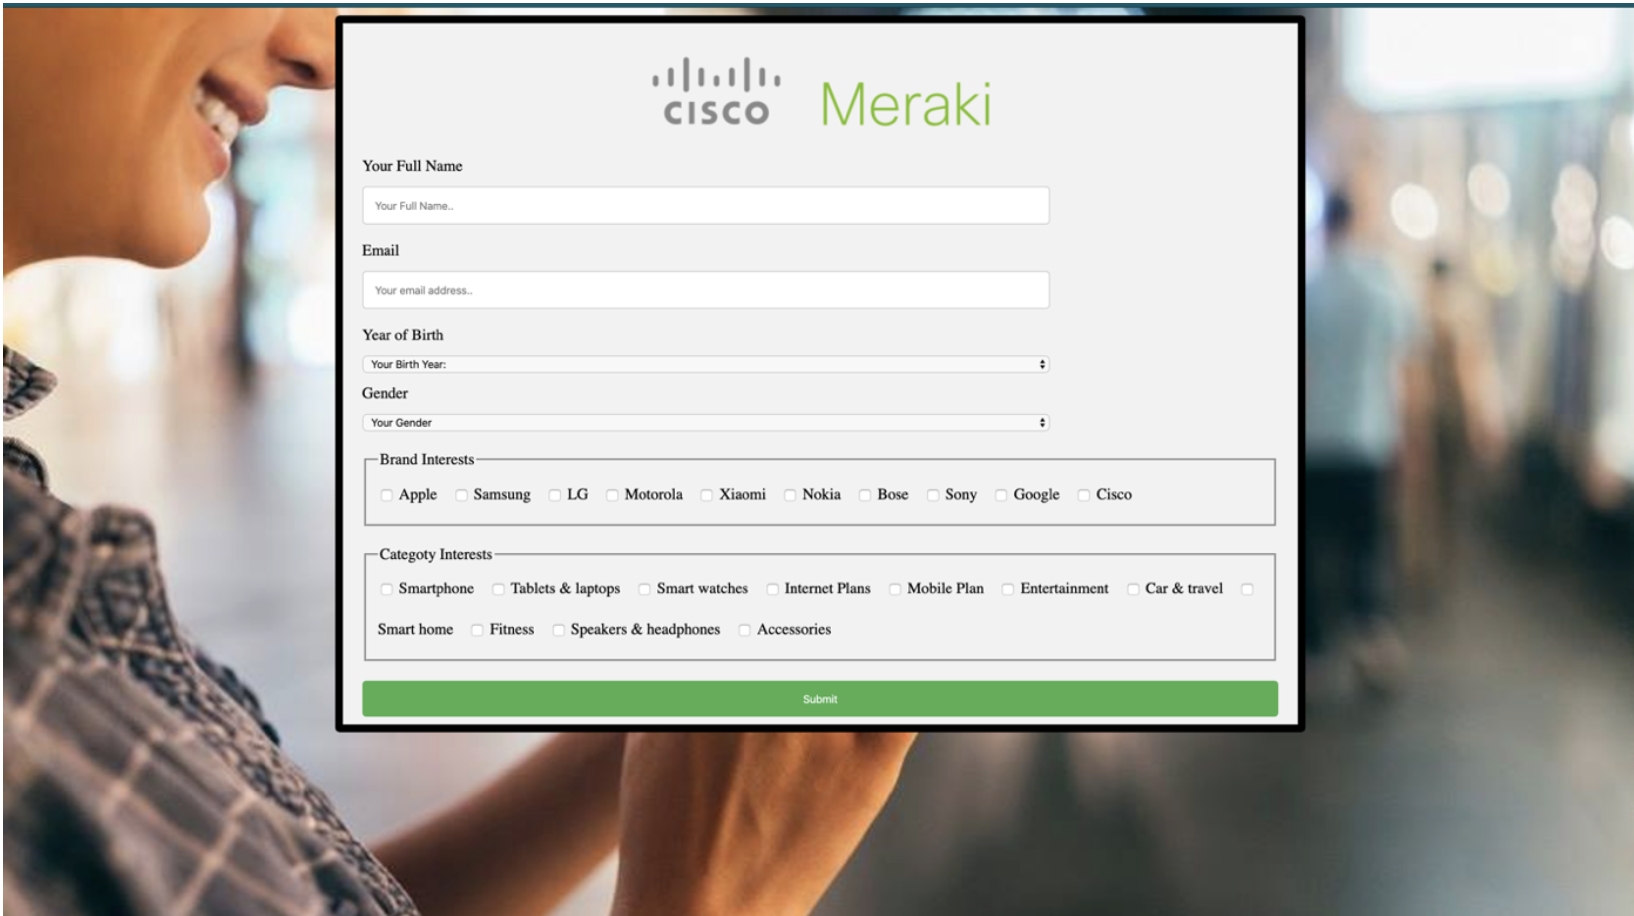 cisco Meraki
Your Full Name
Your Full Name..
Email
Your email address..
Year of Birth
Your Birth Year:
Gender
Your Gender
Brand Interests
Apple Samsung LG Motorola Xiaomi Nokia Bose Sony Google Cisco
Categoty Interests
Smartphone Tablets & laptops Smart watches Internet Plans Mobile Plan Entertainment Car & travel
Smart home Fitness Speakers & headphones Accessories
Submit